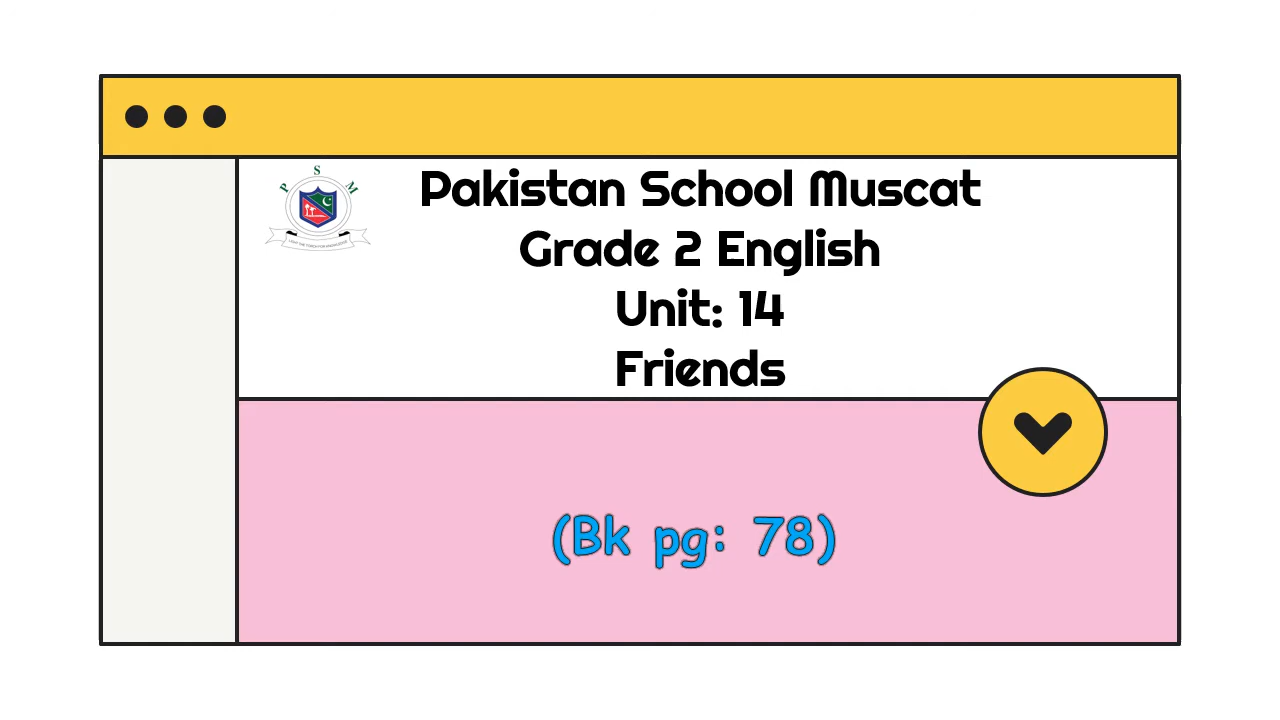 P S M
Pakistan School Muscat
Grade 2 English
Unit: 14
Friends
(Bk pg: 78)